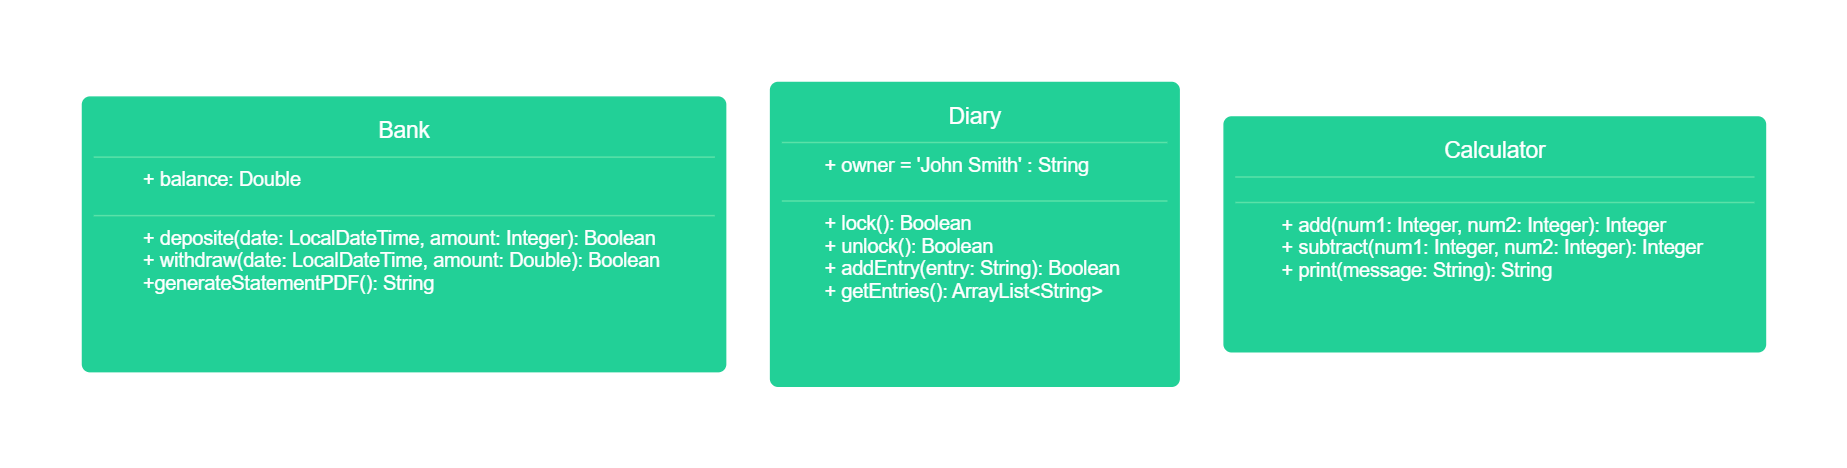 Bank
+ balance: Double
+ deposite(date: LocalDateTime, amount: Integer): Boolean
+ withdraw(date: LocalDateTime, amount: Double): Boolean
+generateStatementPDF(): String
Diary
+ owner = 'John Smith' : String
+ lock(): Boolean
+ unlock(): Boolean
+ addEntry(entry: String): Boolean
+ getEntries(): ArrayList<String>
Calculator
+ add(num1: Integer, num2: Integer): Integer
+ subtract(num1: Integer, num2: Integer): Integer
+ print(message: String): String